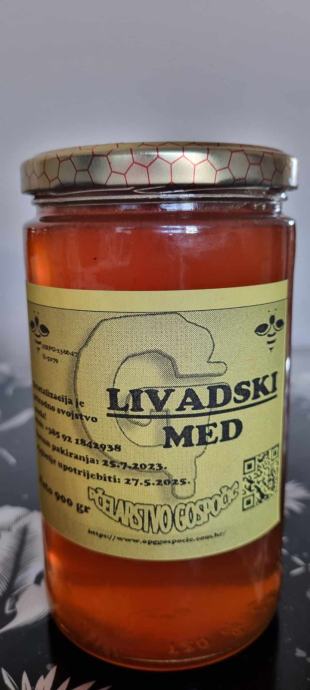 LIVADSKI
MED
je
svojstvo
+385 92 1842938
pakiranja: 25.7.2023.
upotrijebiti: 27.5.2025.
900 gr
PČELARSTVO GOSPOČIĆ
https://www.opggospocic.com.hr/